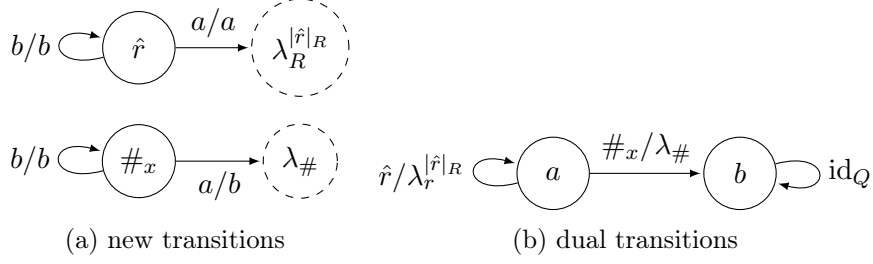 b/b r̂ a/a λ_R^{|r̂|_R}
b/b #_x a/b λ_#
r̂/λ_r^{|r̂|_R} a #_x/λ_# b id_Q
(a) new transitions
(b) dual transitions